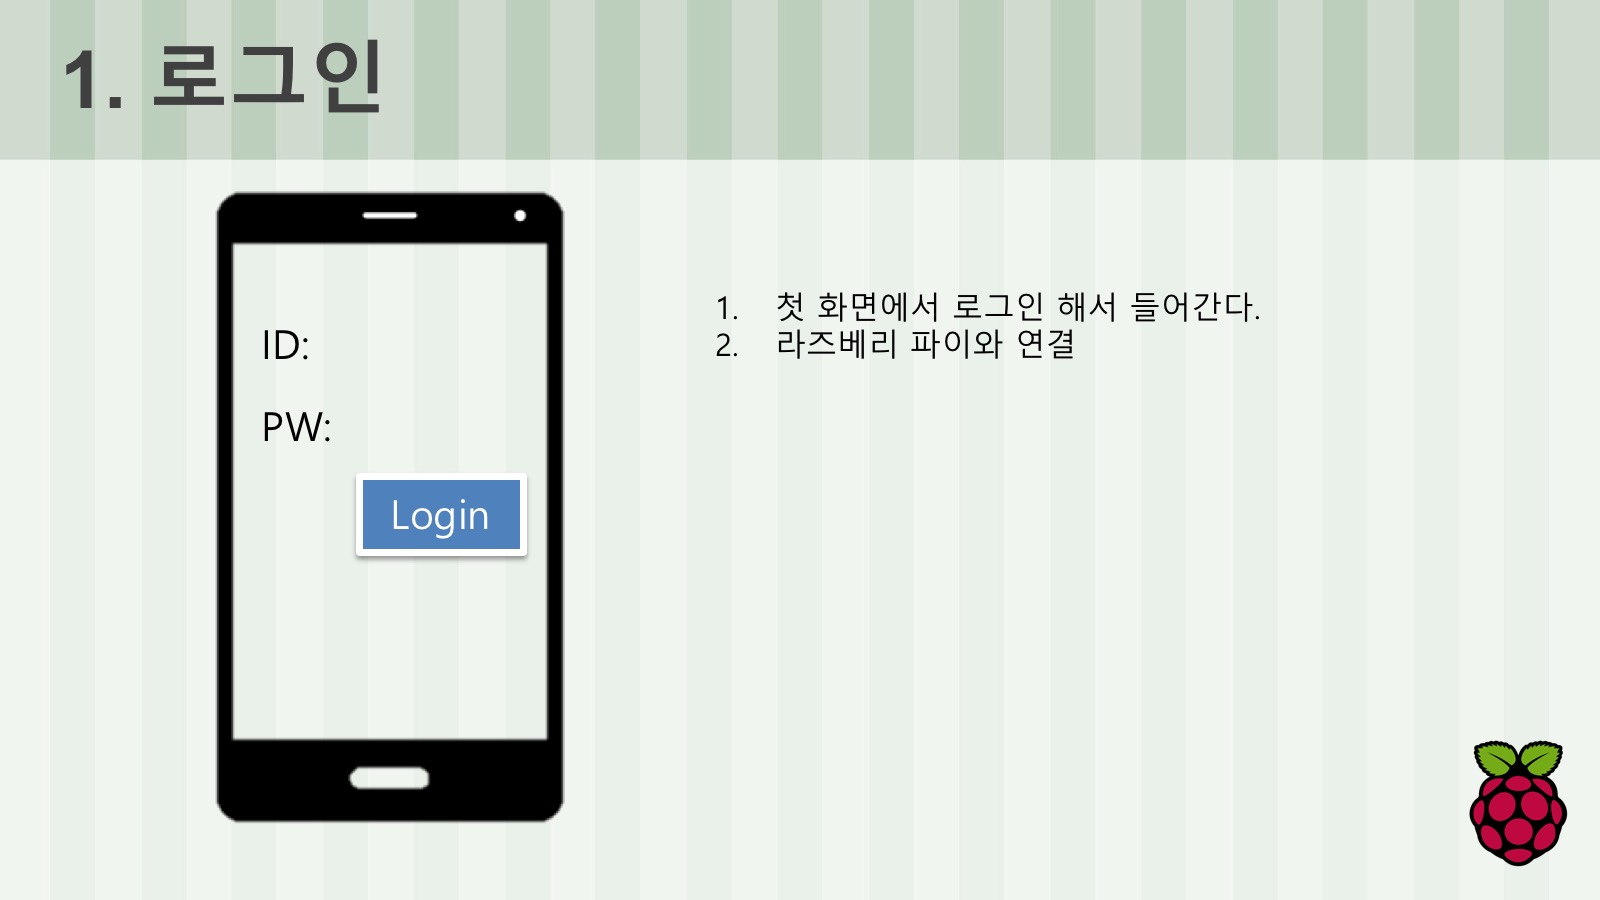 1. 로그인
ID:
PW:
Login
1. 첫 화면에서 로그인 해서 들어간다.
2. 라즈베리 파이와 연결